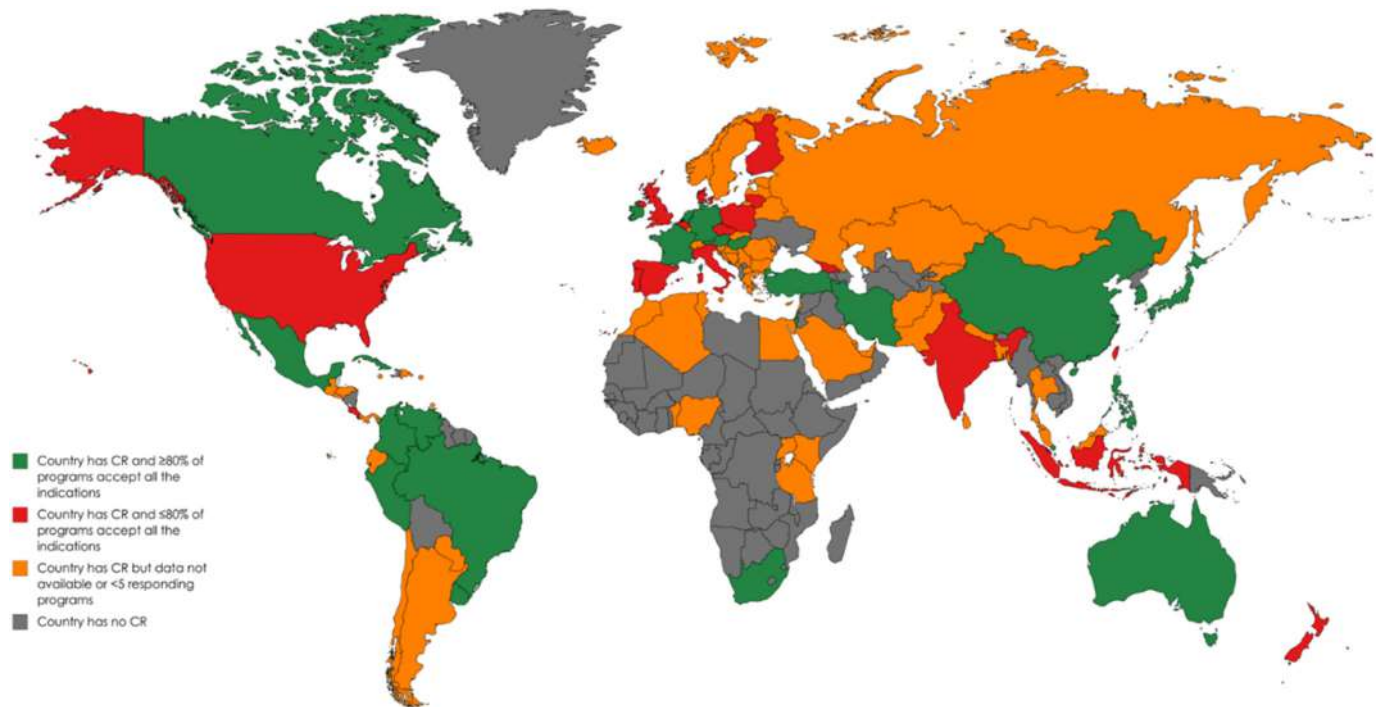 Country has CR and ≥80% of
programs accept all the
indications
Country has CR and ≤80% of
programs accept all the
indications
Country has CR but data not
available or <5 responding
programs
Country has no CR